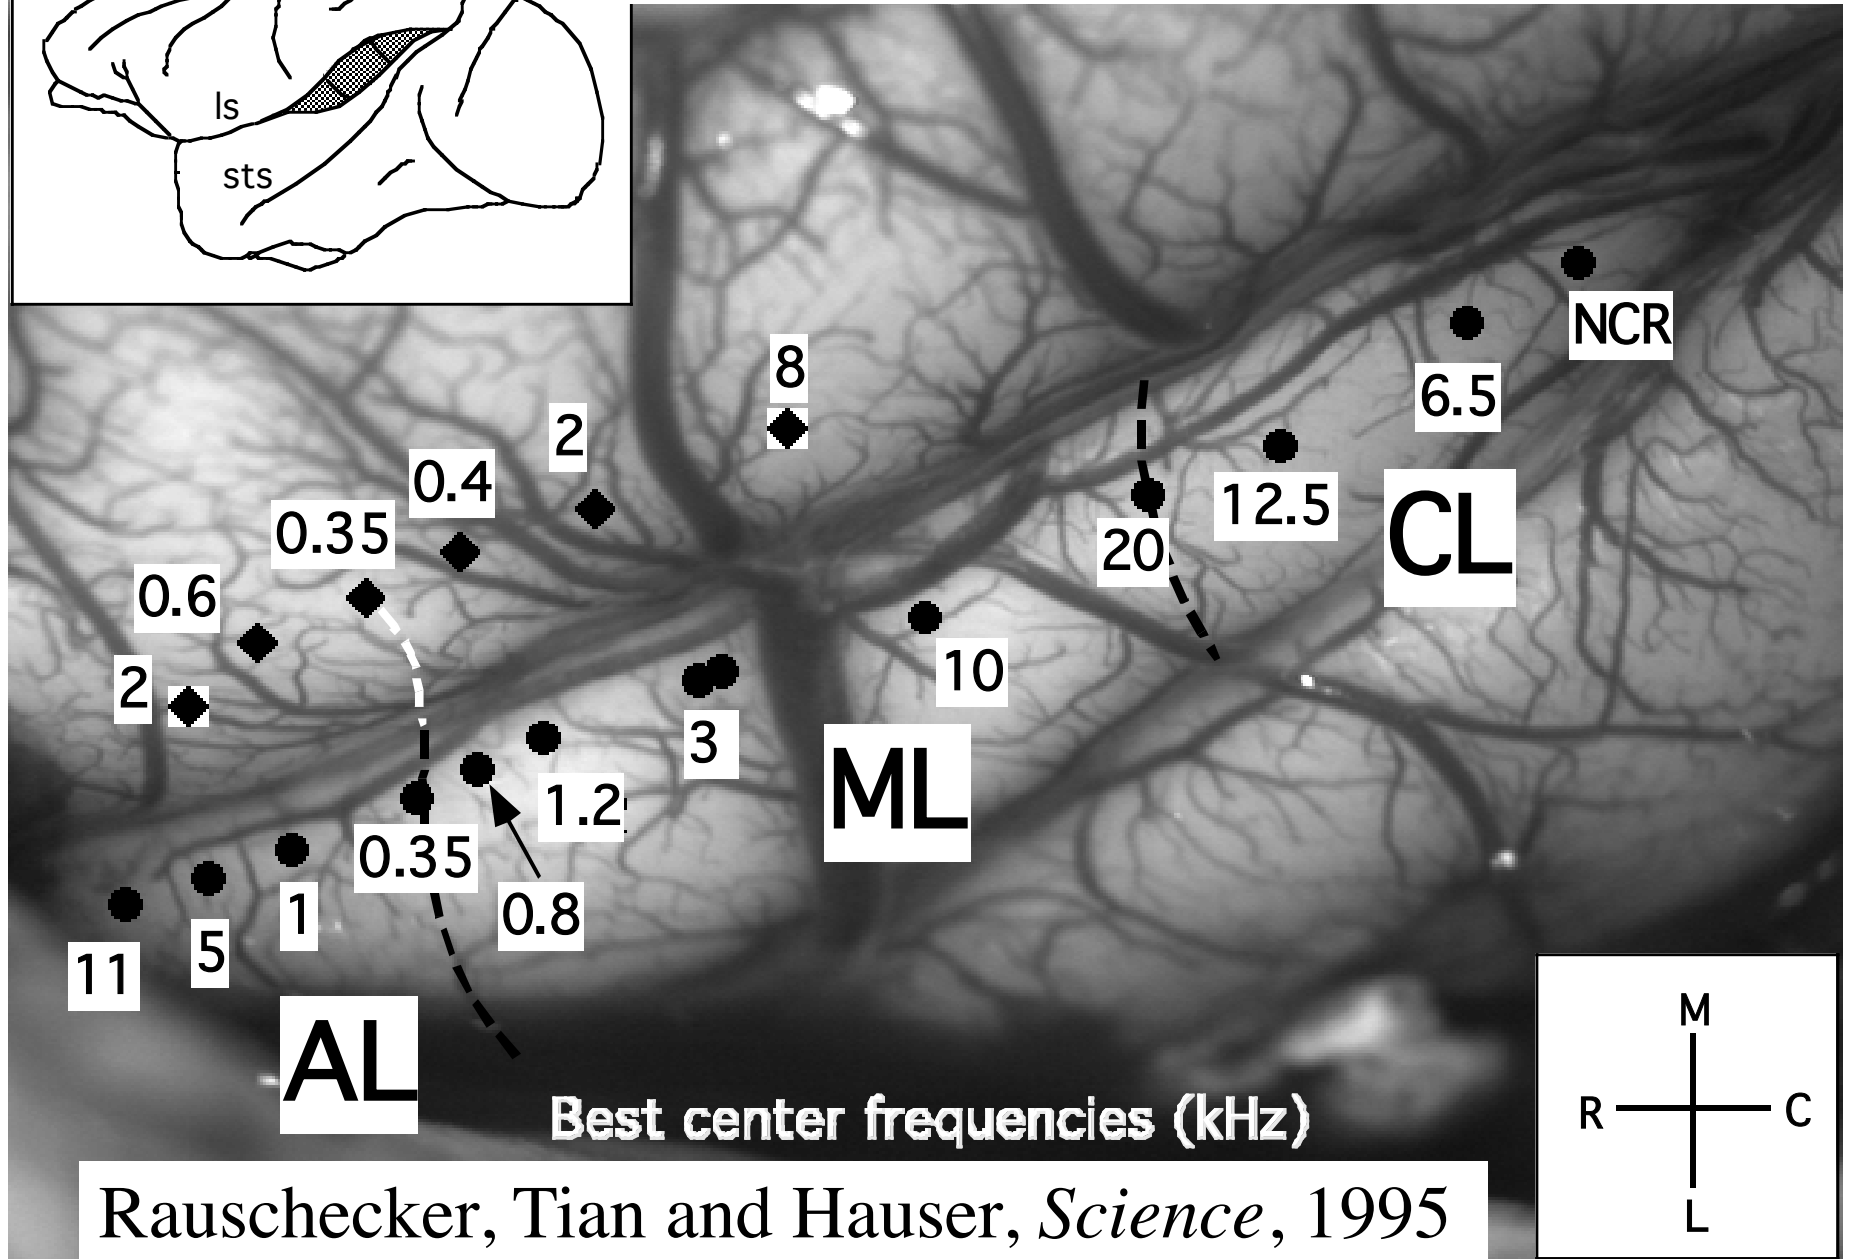 ls
sts
NCR
8
6.5
2
0.4
12.5
0.35
20
CL
0.6
10
2
3
ML
1.2
0.35
0.8
1
5
11
AL
M
R C
L
Best center frequencies (kHz)
Rauschecker, Tian and Hauser, Science, 1995